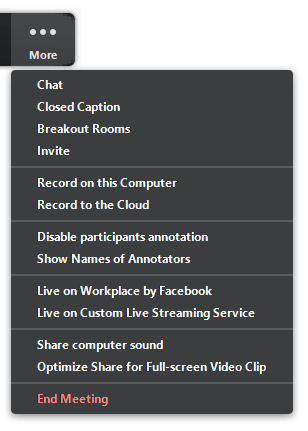 More
Chat
Closed Caption
Breakout Rooms
Invite
Record on this Computer
Record to the Cloud
Disable participants annotation
Show Names of Annotators
Live on Workplace by Facebook
Live on Custom Live Streaming Service
Share computer sound
Optimize Share for Full-screen Video Clip
End Meeting